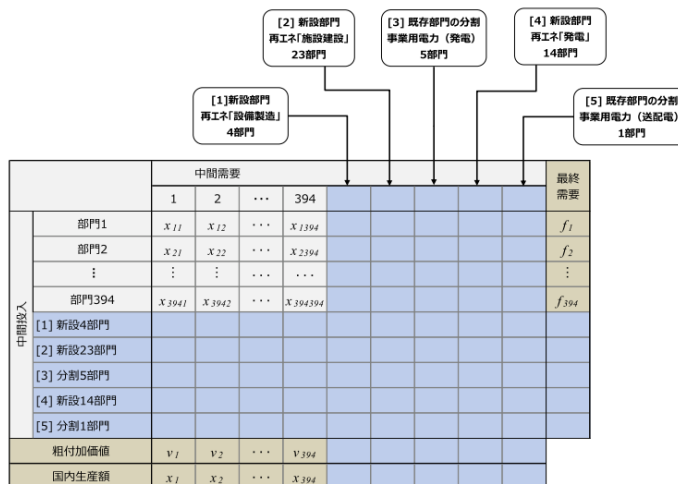 [2] 新設部門
再エネ「施設建設」
23部門
[3] 既存部門の分割
事業用電力（発電）
5部門
[4] 新設部門
再エネ「発電」
14部門
[1]新設部門
再エネ「設備製造」
4部門
[5] 既存部門の分割
事業用電力（送配電）
1部門
中間需要
最終
需要
1 2 ··· 394
中間投入
部門1 x11 x12 ··· x1394 f1
部門2 x21 x22 ··· x2394 f2
⋮ ⋮ ⋮ ··· ··· ⋮
部門394 x3941 x3942 ··· x394394 f394
[1] 新設4部門
[2] 新設23部門
[3] 分割5部門
[4] 新設14部門
[5] 分割1部門
粗付加価値 v1 v2 ··· v394
国内生産額 x1 x2 ··· x394